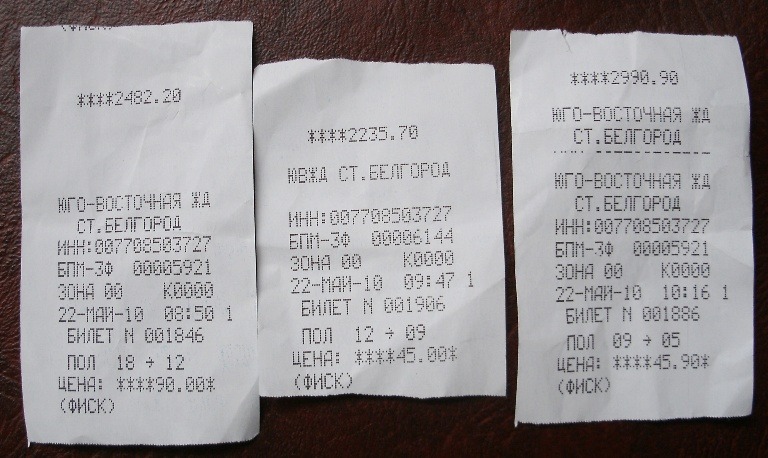 (ФИСК)
****2482.20
ЮГО-ВОСТОЧНАЯ ЖД
СТ.БЕЛГОРОД
ИНН:007708503727
БПМ-3Ф 00005921
ЗОНА 00 К0000
22-МАЙ-10 08:50 1
БИЛЕТ N 001846
ПОЛ 18 → 12
ЦЕНА: ****90.00*
(ФИСК)
****2235.70
ЮВЖД СТ.БЕЛГОРОД
ИНН:007708503727
БПМ-3Ф 00006144
ЗОНА 00 К0000
22-МАЙ-10 09:47 1
БИЛЕТ N 001906
ПОЛ 12 → 09
ЦЕНА: ****45.00*
(ФИСК)
****2990.90
ЮГО-ВОСТОЧНАЯ ЖД
СТ.БЕЛГОРОД
ЮГО-ВОСТОЧНАЯ ЖД
СТ.БЕЛГОРОД
ИНН:007708503727
БПМ-3Ф 00005921
ЗОНА 00 К0000
22-МАЙ-10 10:16 1
БИЛЕТ N 001886
ПОЛ 09 → 05
ЦЕНА: ****45.90*
(ФИСК)